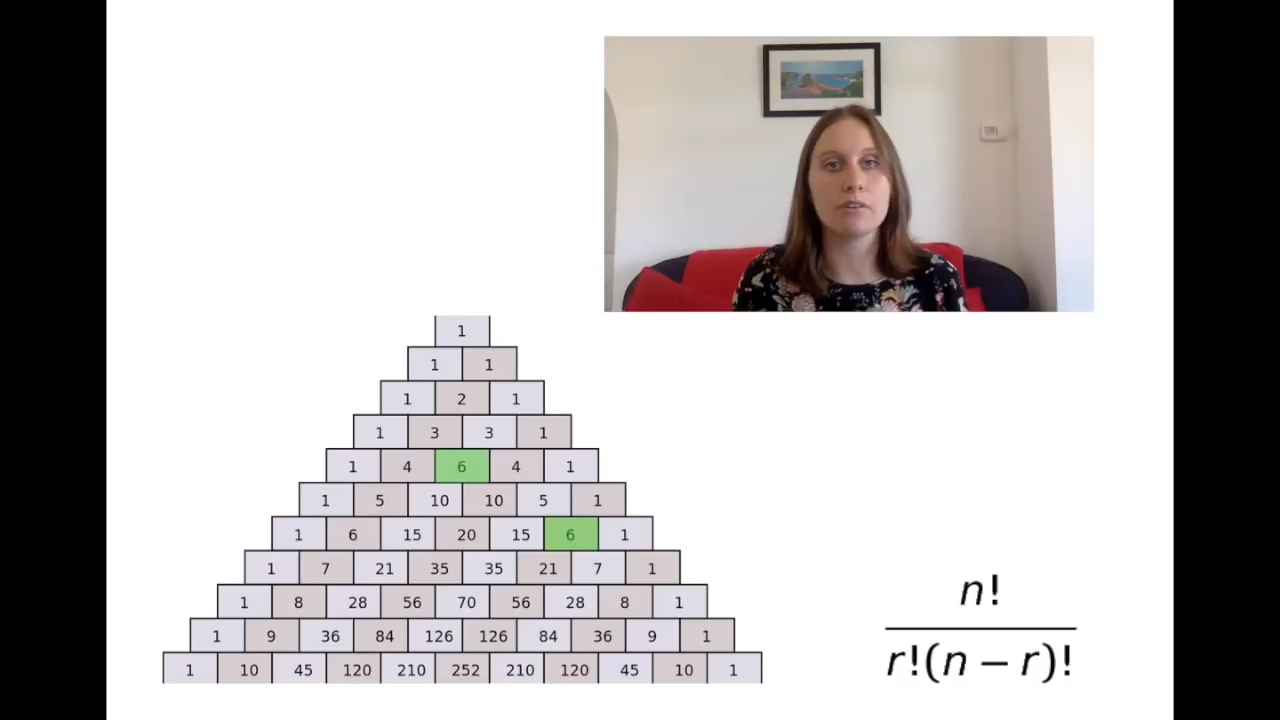 1
1 1
1 2 1
1 3 3 1
1 4 6 4 1
1 5 10 10 5 1
1 6 15 20 15 6 1
1 7 21 35 35 21 7 1
1 8 28 56 70 56 28 8 1
1 9 36 84 126 126 84 36 9 1
1 10 45 120 210 252 210 120 45 10 1
n!
r!(n − r)!